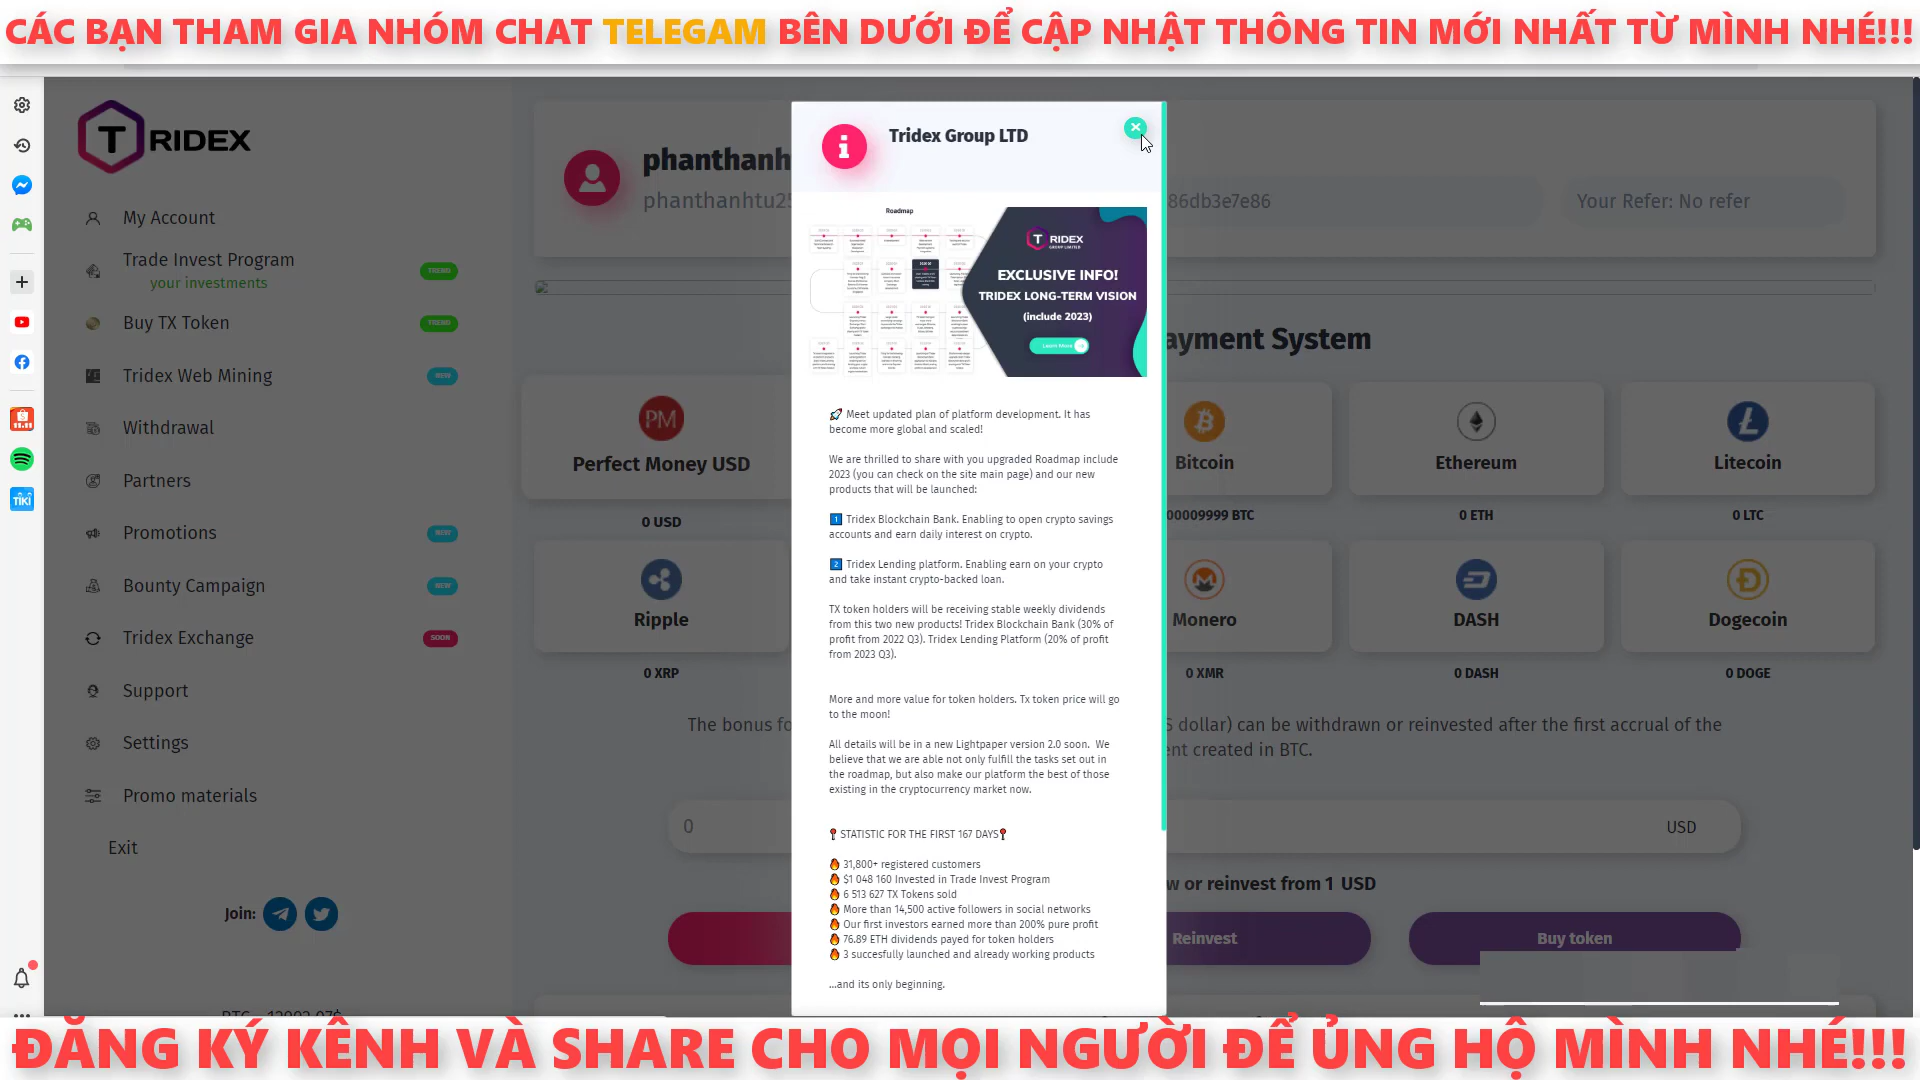 CÁC BẠN THAM GIA NHÓM CHAT TELEGAM BÊN DƯỚI ĐỂ CẬP NHẬT THÔNG TIN MỚI NHẤT TỪ MÌNH NHÉ!!!
TRIDEX
My Account
Trade Invest Program
your investments
TREND
Buy TX Token
TREND
Tridex Web Mining
NEW
Withdrawal
Partners
Promotions
NEW
Bounty Campaign
NEW
Tridex Exchange
SOON
Support
Settings
Promo materials
Exit
Join:
phanthanh
phanthanhtu25
86db3e7e86
Your Refer: No refer
ayment System
Perfect Money USD
0 USD
Bitcoin
00009999 BTC
Ethereum
0 ETH
Litecoin
0 LTC
Ripple
0 XRP
Monero
0 XMR
DASH
0 DASH
Dogecoin
0 DOGE
The bonus fo
S dollar) can be withdrawn or reinvested after the first accrual of the
ent created in BTC.
0
USD
w or reinvest from 1 USD
Reinvest
Buy token
Tridex Group LTD
Roadmap
TRIDEX
GROUP LIMITED
EXCLUSIVE INFO!
TRIDEX LONG-TERM VISION
(include 2023)
Learn More
🚀 Meet updated plan of platform development. It has
become more global and scaled!
We are thrilled to share with you upgraded Roadmap include
2023 (you can check on the site main page) and our new
products that will be launched:
1️⃣ Tridex Blockchain Bank. Enabling to open crypto savings
accounts and earn daily interest on crypto.
2️⃣ Tridex Lending platform. Enabling earn on your crypto
and take instant crypto-backed loan.
TX token holders will be receiving stable weekly dividends
from this two new products! Tridex Blockchain Bank (30% of
profit from 2022 Q3). Tridex Lending Platform (20% of profit
from 2023 Q3).
More and more value for token holders. Tx token price will go
to the moon!
All details will be in a new Lightpaper version 2.0 soon. We
believe that we are able not only fulfill the tasks set out in
the roadmap, but also make our platform the best of those
existing in the cryptocurrency market now.
📍 STATISTIC FOR THE FIRST 167 DAYS📍
🔥 31,800+ registered customers
🔥 $1 048 160 Invested in Trade Invest Program
🔥 6 513 627 TX Tokens sold
🔥 More than 14,500 active followers in social networks
🔥 Our first investors earned more than 200% pure profit
🔥 76.89 ETH dividends payed for token holders
🔥 3 succesfully launched and already working products
...and its only beginning.
TIKI
ĐĂNG KÝ KÊNH VÀ SHARE CHO MỌI NGƯỜI ĐỂ ỦNG HỘ MÌNH NHÉ!!!